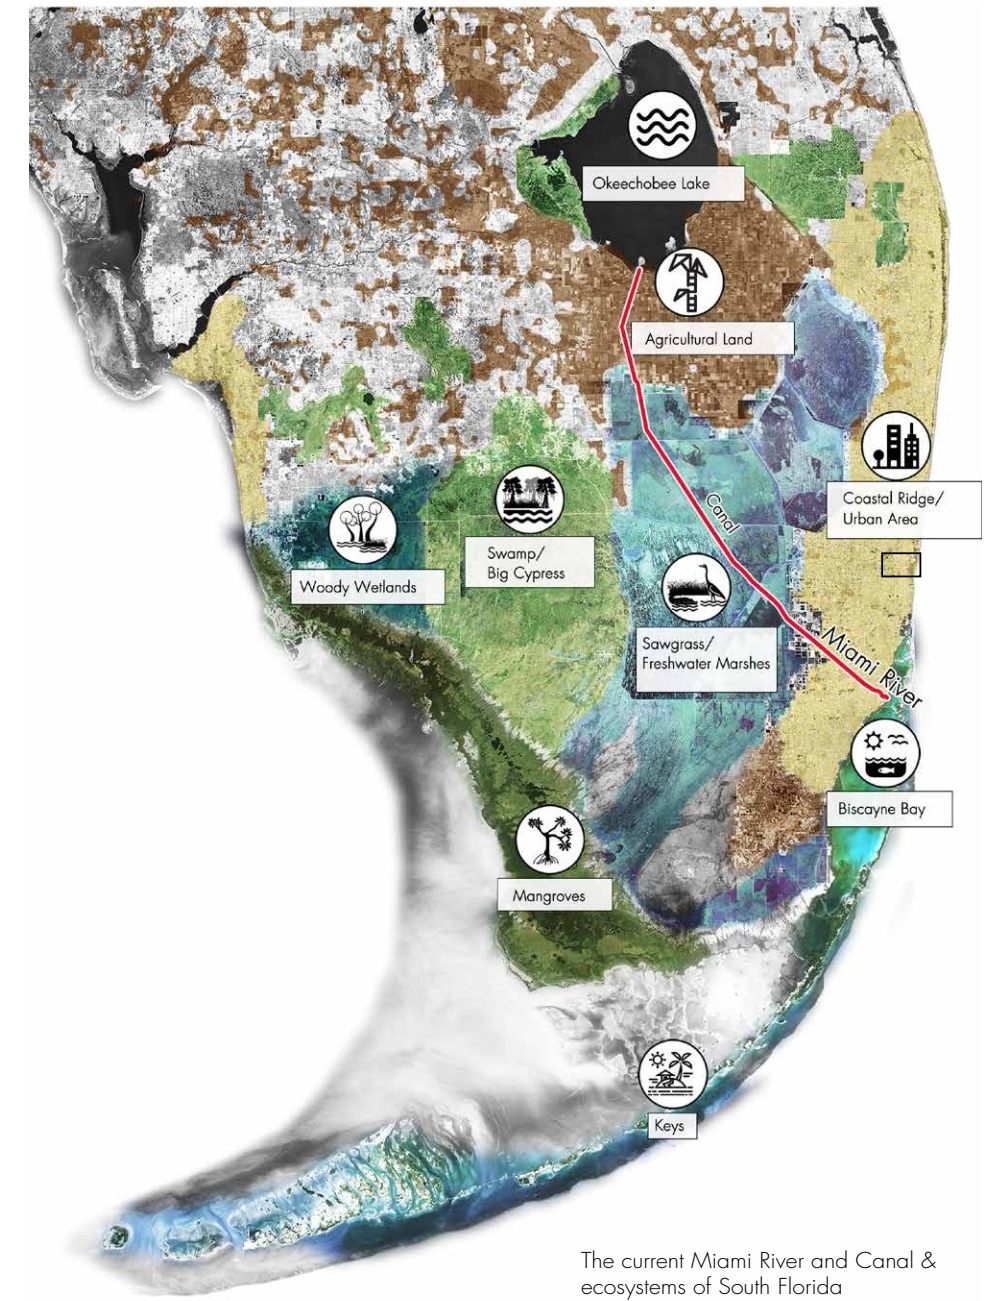 Okeechobee Lake
Agricultural Land
Coastal Ridge/
Urban Area
Canal
Swamp/
Big Cypress
Woody Wetlands
Sawgrass/
Freshwater Marshes
Miami River
Biscayne Bay
Mangroves
Keys
The current Miami River and Canal &
ecosystems of South Florida